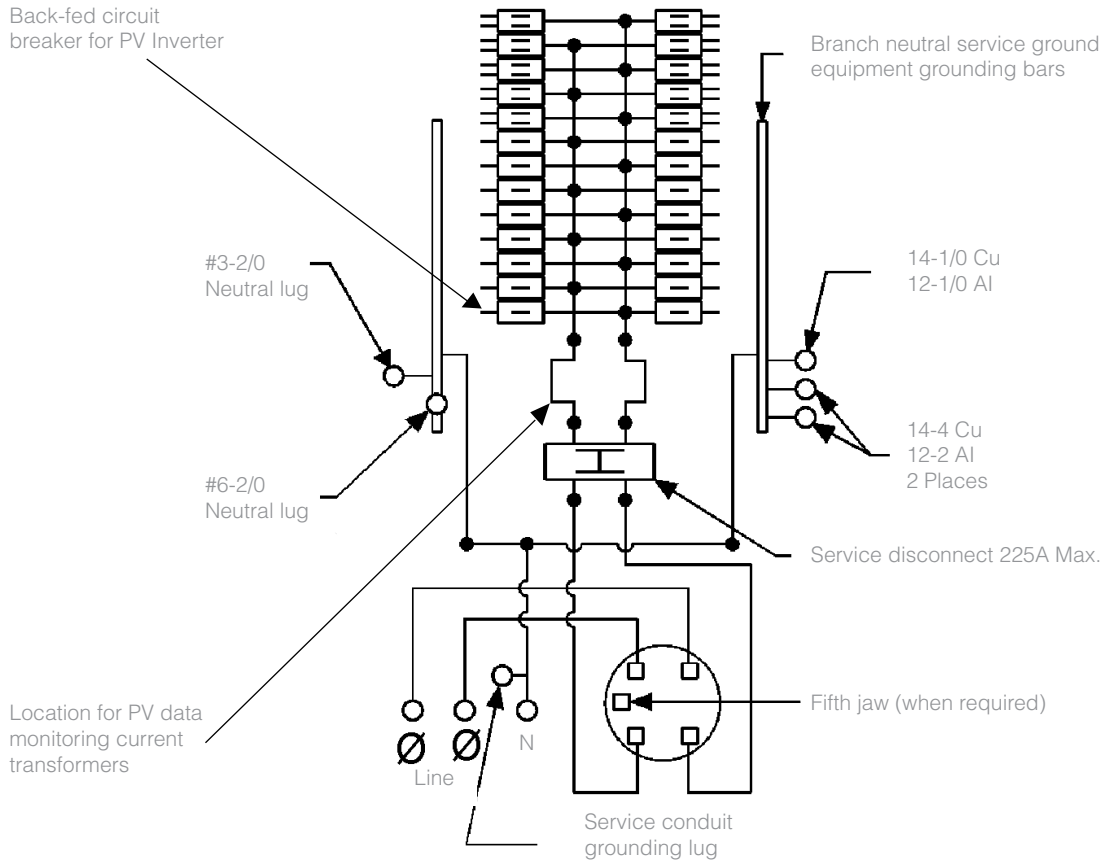 Back-fed circuit
breaker for PV Inverter
Branch neutral service ground
equipment grounding bars
#3-2/0
Neutral lug
14-1/0 Cu
12-1/0 Al
#6-2/0
Neutral lug
14-4 Cu
12-2 Al
2 Places
Service disconnect 225A Max.
Location for PV data
monitoring current
transformers
Fifth jaw (when required)
N
Line
Service conduit
grounding lug